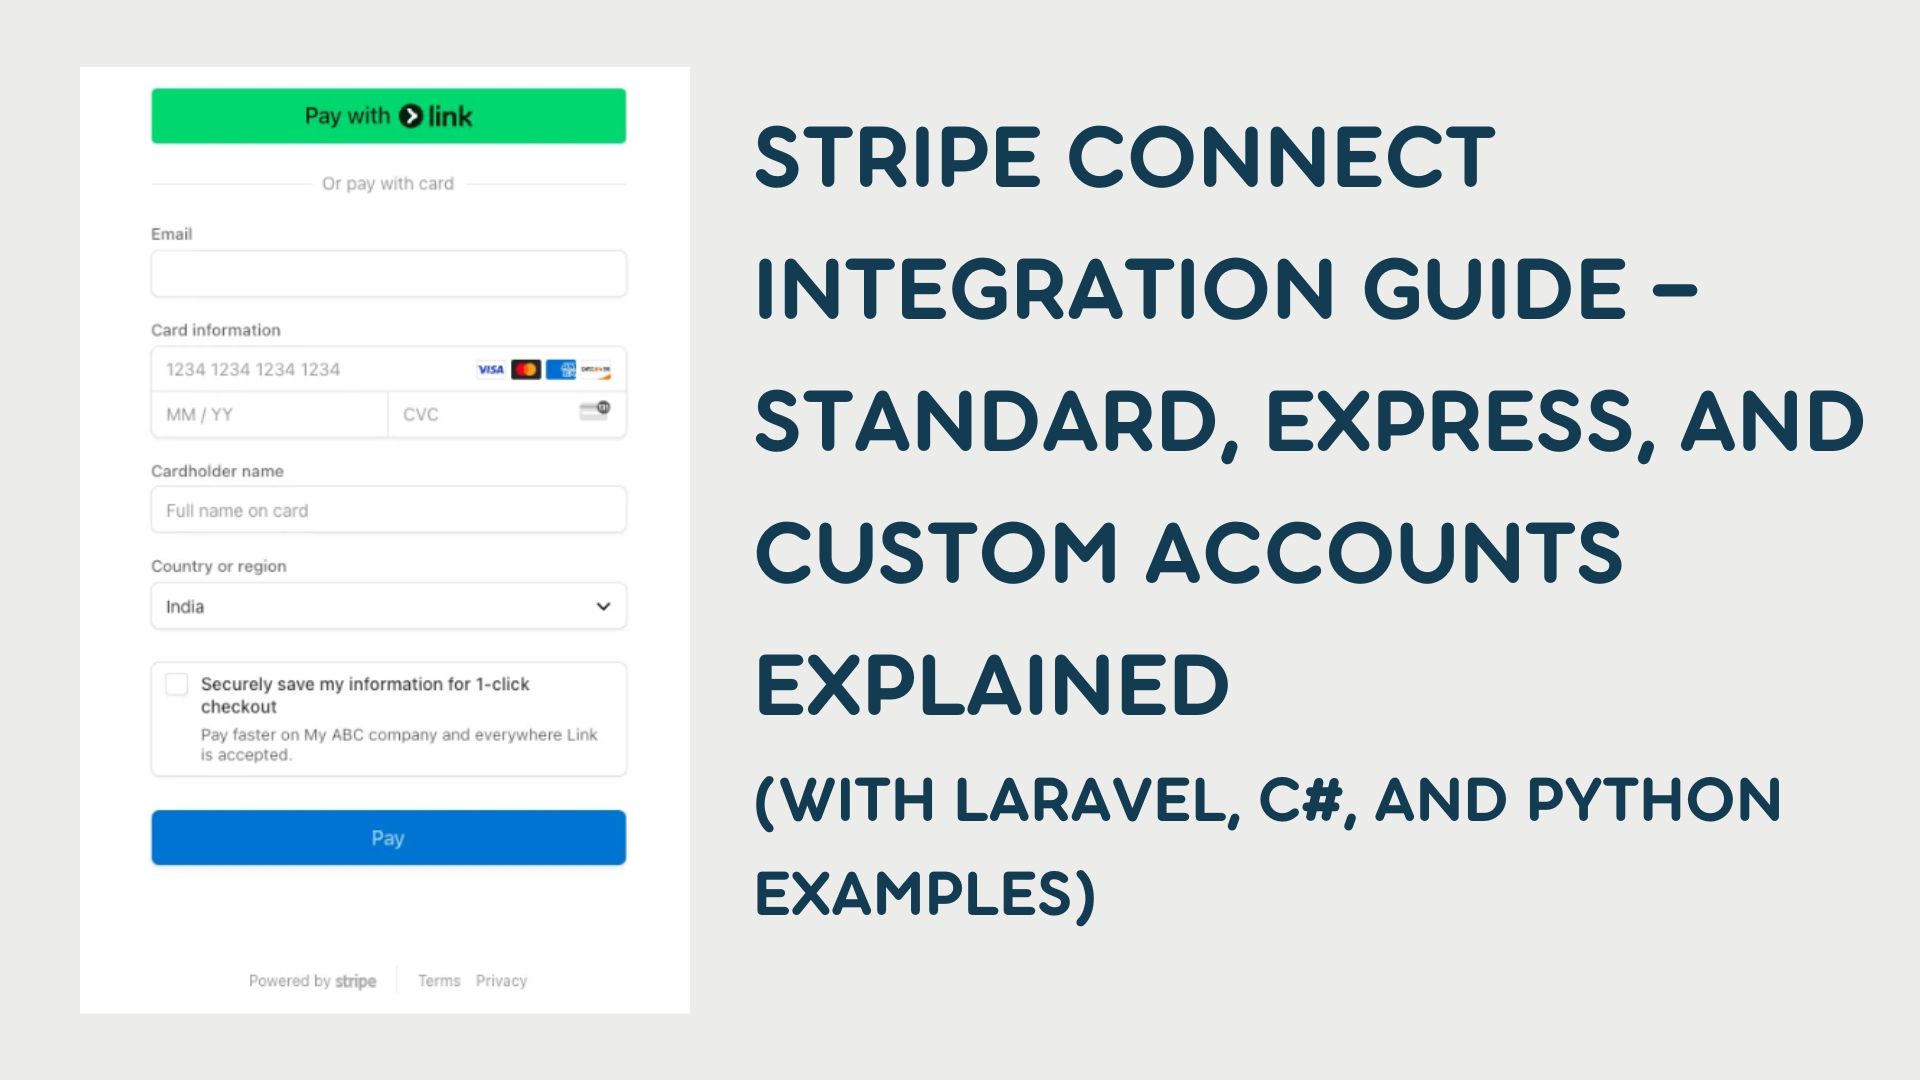 Pay with link
Or pay with card
Email
Card information
1234 1234 1234 1234 VISA
MM / YY CVC
Cardholder name
Full name on card
Country or region
India
Securely save my information for 1-click
checkout
Pay faster on My ABC company and everywhere Link
is accepted.
Pay
Powered by stripe Terms Privacy
STRIPE CONNECT
INTEGRATION GUIDE –
STANDARD, EXPRESS, AND
CUSTOM ACCOUNTS
EXPLAINED
(WITH LARAVEL, C#, AND PYTHON
EXAMPLES)